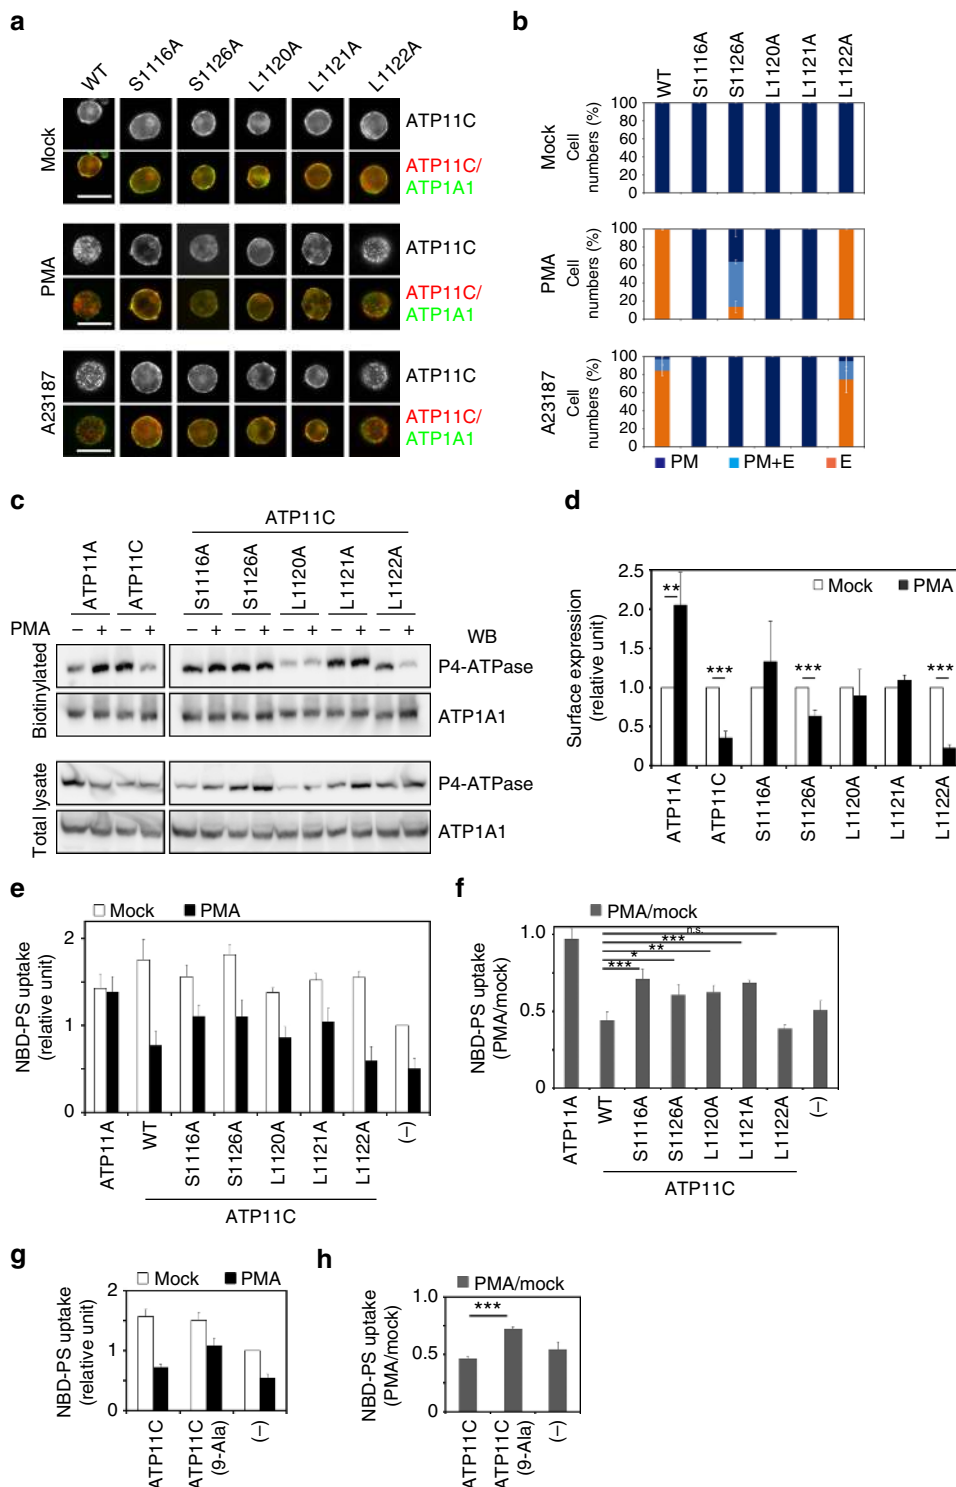 a
WT S1116A S1126A L1120A L1121A L1122A
Mock
ATP11C
ATP11C/
ATP1A1
PMA
ATP11C
ATP11C/
ATP1A1
A23187
ATP11C
ATP11C/
ATP1A1
b
WT S1116A S1126A L1120A L1121A L1122A
Mock
Cell
numbers (%)
100
80
60
40
20
0
PMA
Cell
numbers (%)
100
80
60
40
20
0
A23187
Cell
numbers (%)
100
80
60
40
20
0
PM PM+E E
c
ATP11C
ATP11A ATP11C S1116A S1126A L1120A L1121A L1122A
PMA − + − + − + − + − + − + − +
WB
Biotinylated
P4-ATPase
ATP1A1
Total lysate
P4-ATPase
ATP1A1
d
Surface expression
(relative unit)
2.5
2.0
1.5
1.0
0.5
0
Mock PMA
** *** *** ***
ATP11A ATP11C S1116A S1126A L1120A L1121A L1122A
e
Mock PMA
NBD-PS uptake
(relative unit)
2
1
0
ATP11A WT S1116A S1126A L1120A L1121A L1122A (−)
ATP11C
f
PMA/mock
NBD-PS uptake
(PMA/mock)
1.0
0.5
0
n.s.
***
**
*
***
ATP11A WT S1116A S1126A L1120A L1121A L1122A (−)
ATP11C
g
Mock PMA
NBD-PS uptake
(relative unit)
2
1
0
ATP11C ATP11C (9-Ala) (−)
h
PMA/mock
NBD-PS uptake
(PMA/mock)
1.0
0.5
0
***
ATP11C ATP11C (9-Ala) (−)